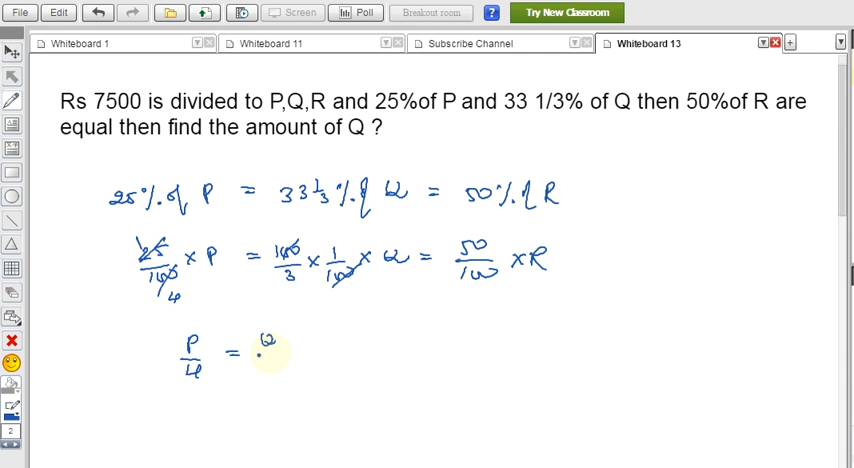 File Edit Screen Poll Breakout room ? Try New Classroom
Whiteboard 1 Whiteboard 11 Subscribe Channel Whiteboard 13
Rs 7500 is divided to P,Q,R and 25%of P and 33 1/3% of Q then 50%of R are
equal then find the amount of Q ?
25% of P = 33 1/3 % of Q = 50% of R
25/100 4 × P = 100/3 × 1/100 × Q = 50/100 × R
P/4 = Q
2